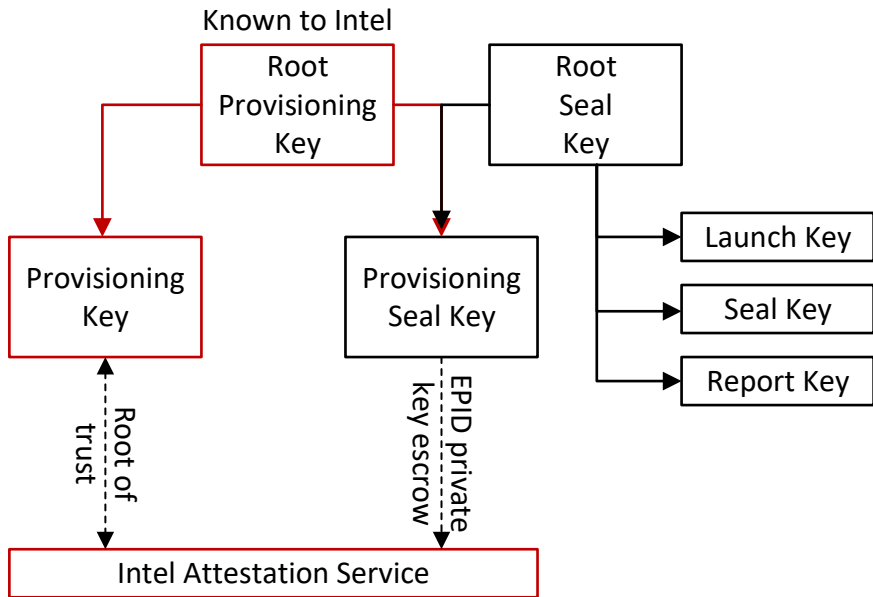 Known to Intel
Root
Provisioning
Key
Root
Seal
Key
Launch Key
Seal Key
Report Key
Provisioning
Key
Provisioning
Seal Key
Root of
trust
EPID private
key escrow
Intel Attestation Service